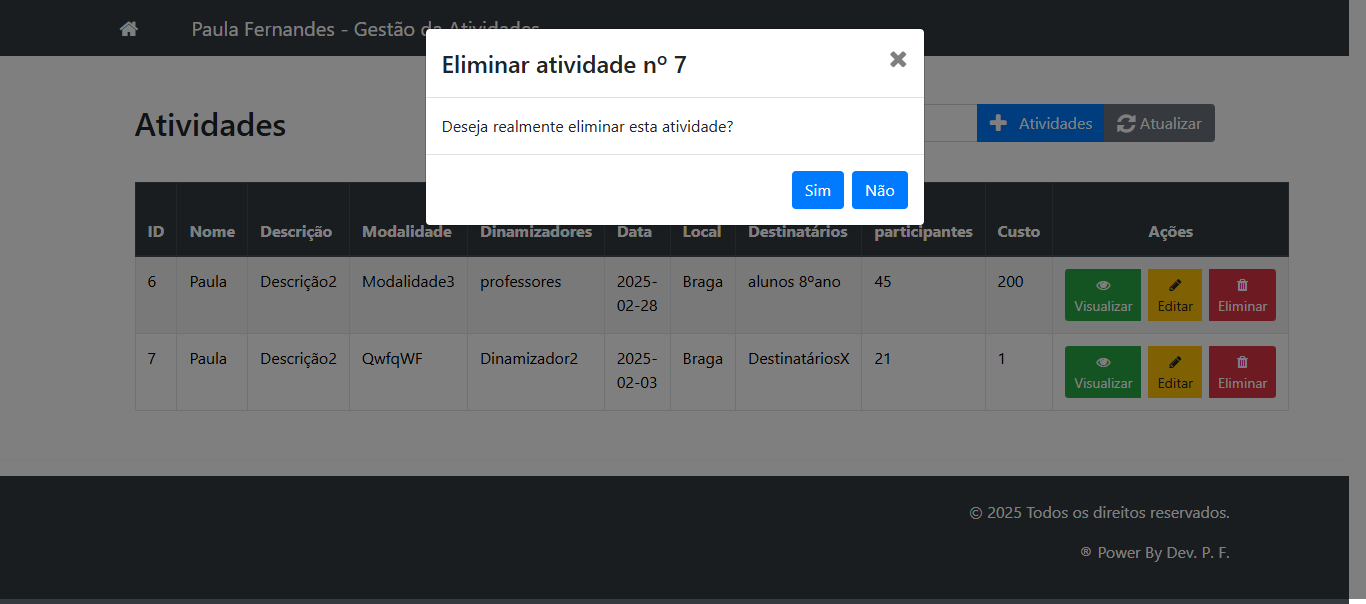 Paula Fernandes - Gestão da Atividades
Eliminar atividade nº 7
Deseja realmente eliminar esta atividade?
Sim Não
Atividades
Atividades Atualizar
ID Nome Descrição Modalidade Dinamizadores Data Local Destinatários participantes Custo Ações
6 Paula Descrição2 Modalidade3 professores 2025-02-28 Braga alunos 8ºano 45 200 Visualizar Editar Eliminar
7 Paula Descrição2 QwfqWF Dinamizador2 2025-02-03 Braga DestinatáriosX 21 1 Visualizar Editar Eliminar
© 2025 Todos os direitos reservados.
® Power By Dev. P. F.